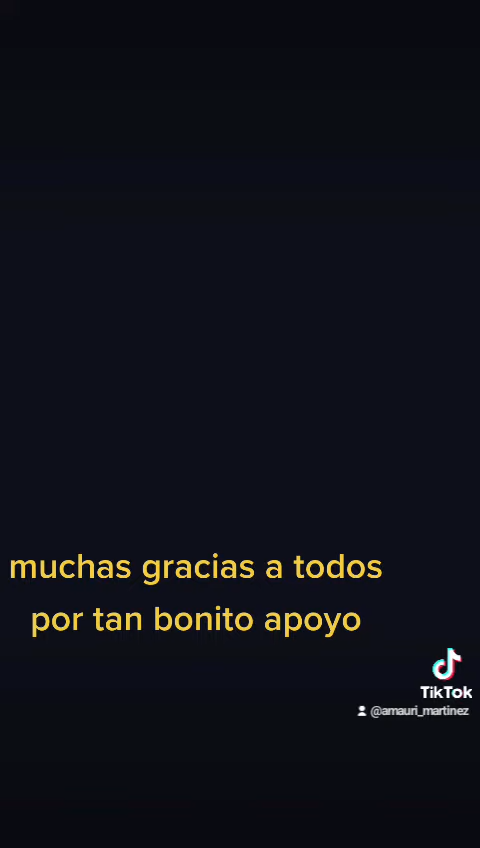 muchas gracias a todos
por tan bonito apoyo
TikTok
@amauri_martinez